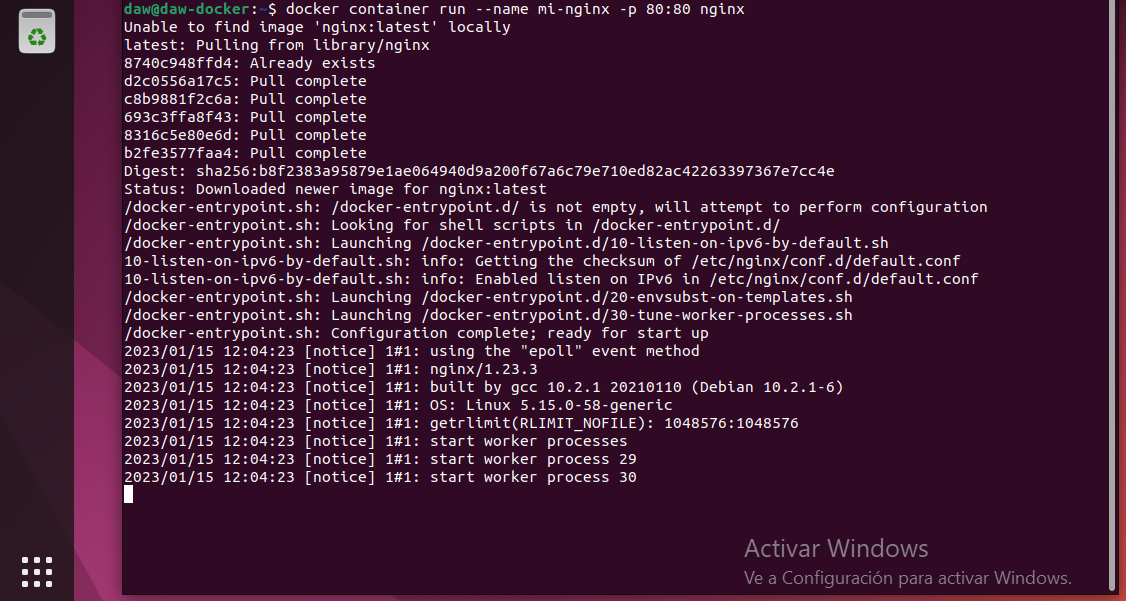 daw@daw-docker:~$ docker container run --name mi-nginx -p 80:80 nginx
Unable to find image 'nginx:latest' locally
latest: Pulling from library/nginx
8740c948ffd4: Already exists
d2c0556a17c5: Pull complete
c8b9881f2c6a: Pull complete
693c3ffa8f43: Pull complete
8316c5e80e6d: Pull complete
b2fe3577faa4: Pull complete
Digest: sha256:b8f2383a95879e1ae064940d9a200f67a6c79e710ed82ac42263397367e7cc4e
Status: Downloaded newer image for nginx:latest
/docker-entrypoint.sh: /docker-entrypoint.d/ is not empty, will attempt to perform configuration
/docker-entrypoint.sh: Looking for shell scripts in /docker-entrypoint.d/
/docker-entrypoint.sh: Launching /docker-entrypoint.d/10-listen-on-ipv6-by-default.sh
10-listen-on-ipv6-by-default.sh: info: Getting the checksum of /etc/nginx/conf.d/default.conf
10-listen-on-ipv6-by-default.sh: info: Enabled listen on IPv6 in /etc/nginx/conf.d/default.conf
/docker-entrypoint.sh: Launching /docker-entrypoint.d/20-envsubst-on-templates.sh
/docker-entrypoint.sh: Launching /docker-entrypoint.d/30-tune-worker-processes.sh
/docker-entrypoint.sh: Configuration complete; ready for start up
2023/01/15 12:04:23 [notice] 1#1: using the "epoll" event method
2023/01/15 12:04:23 [notice] 1#1: nginx/1.23.3
2023/01/15 12:04:23 [notice] 1#1: built by gcc 10.2.1 20210110 (Debian 10.2.1-6)
2023/01/15 12:04:23 [notice] 1#1: OS: Linux 5.15.0-58-generic
2023/01/15 12:04:23 [notice] 1#1: getrlimit(RLIMIT_NOFILE): 1048576:1048576
2023/01/15 12:04:23 [notice] 1#1: start worker processes
2023/01/15 12:04:23 [notice] 1#1: start worker process 29
2023/01/15 12:04:23 [notice] 1#1: start worker process 30
Activar Windows
Ve a Configuración para activar Windows.